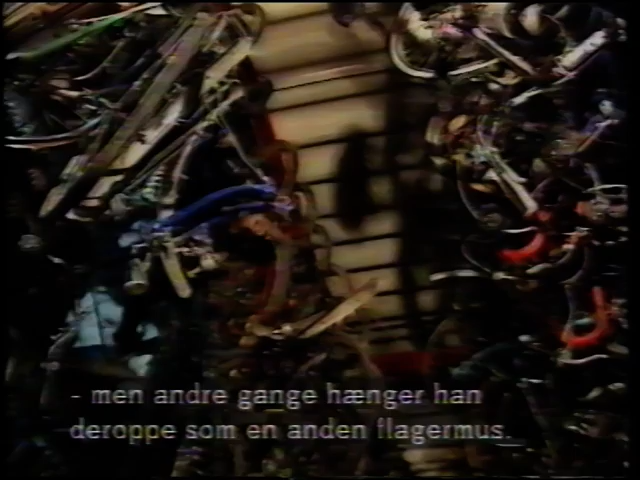 - men andre gange hænger han
deroppe som en anden flagermus.